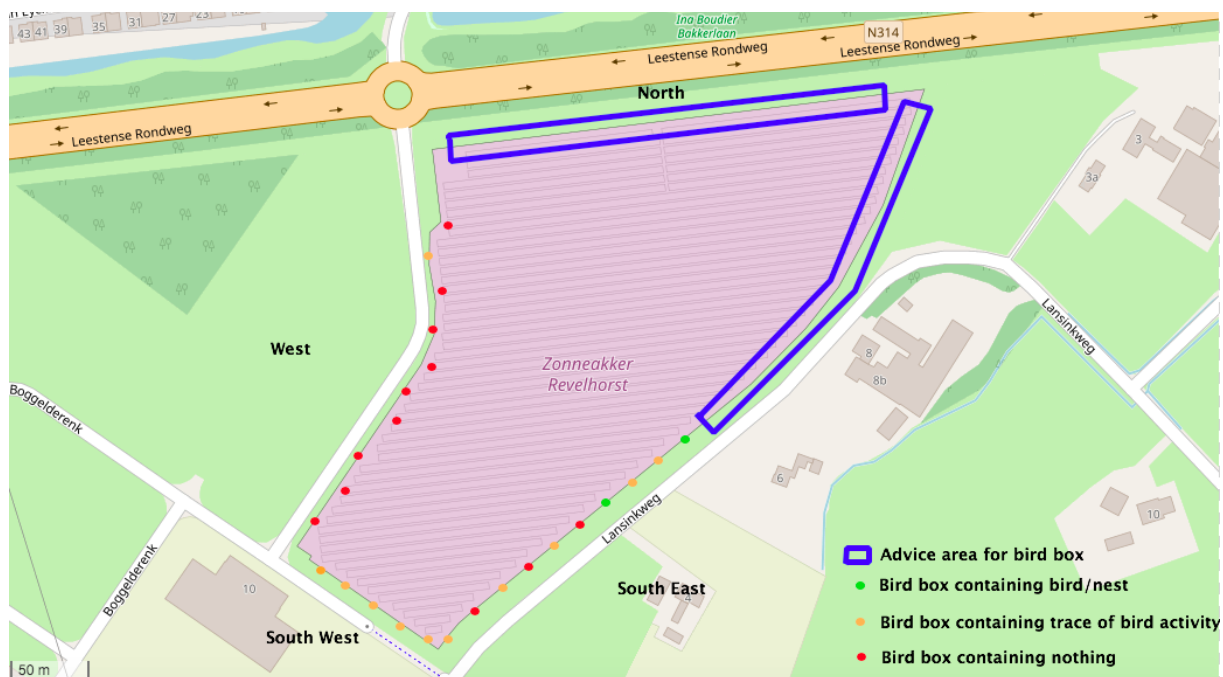 43 41 39 35 31 27 23
Ina Boudier
Bakkerlaan
N314
Leestense Rondweg
Leestense Rondweg
Leestense Rondweg
North
3
3a
West
Zonneakker
Revelhorst
8
8b
Lansinkweg
Boggelderenk
6
Lansinkweg
10
Boggelderenk
10
South East
4
South West
Advice area for bird box
Bird box containing bird/nest
Bird box containing trace of bird activity
Bird box containing nothing
50 m